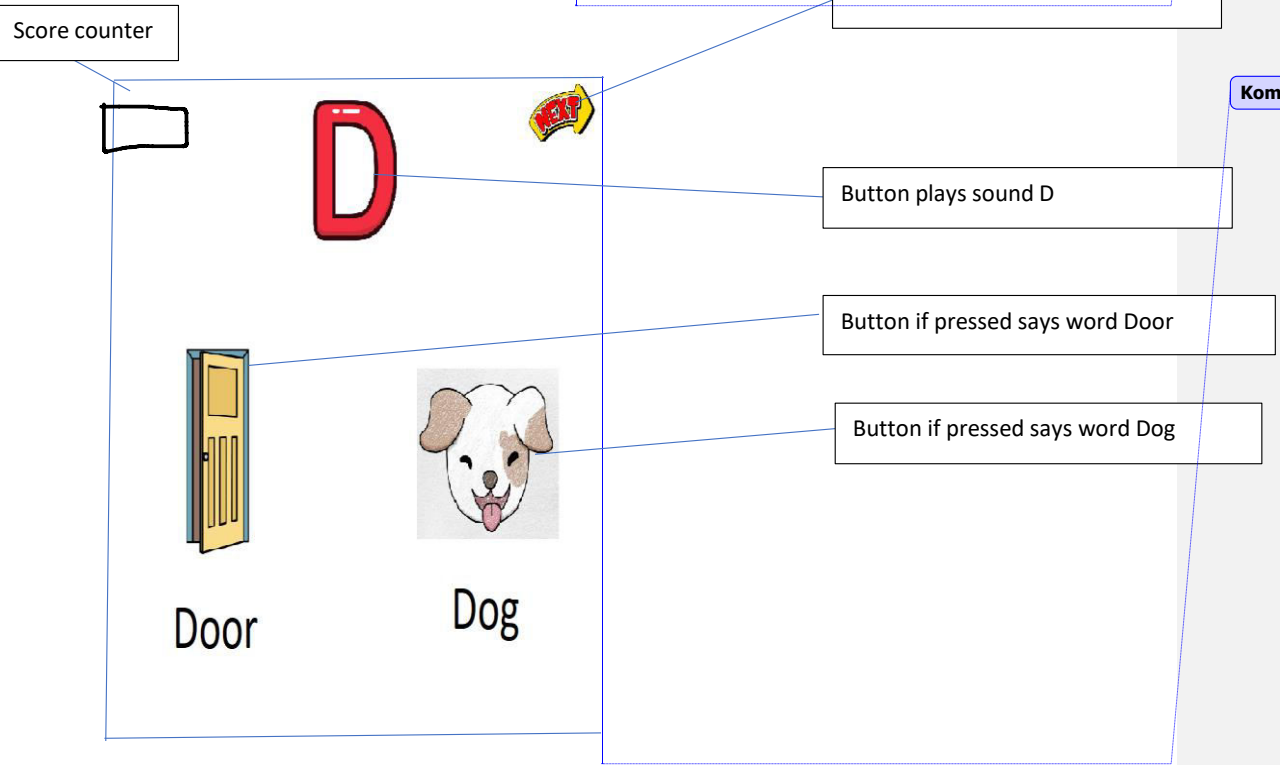 Score counter
Kom
NEXT
D
Button plays sound D
Button if pressed says word Door
Button if pressed says word Dog
Door
Dog